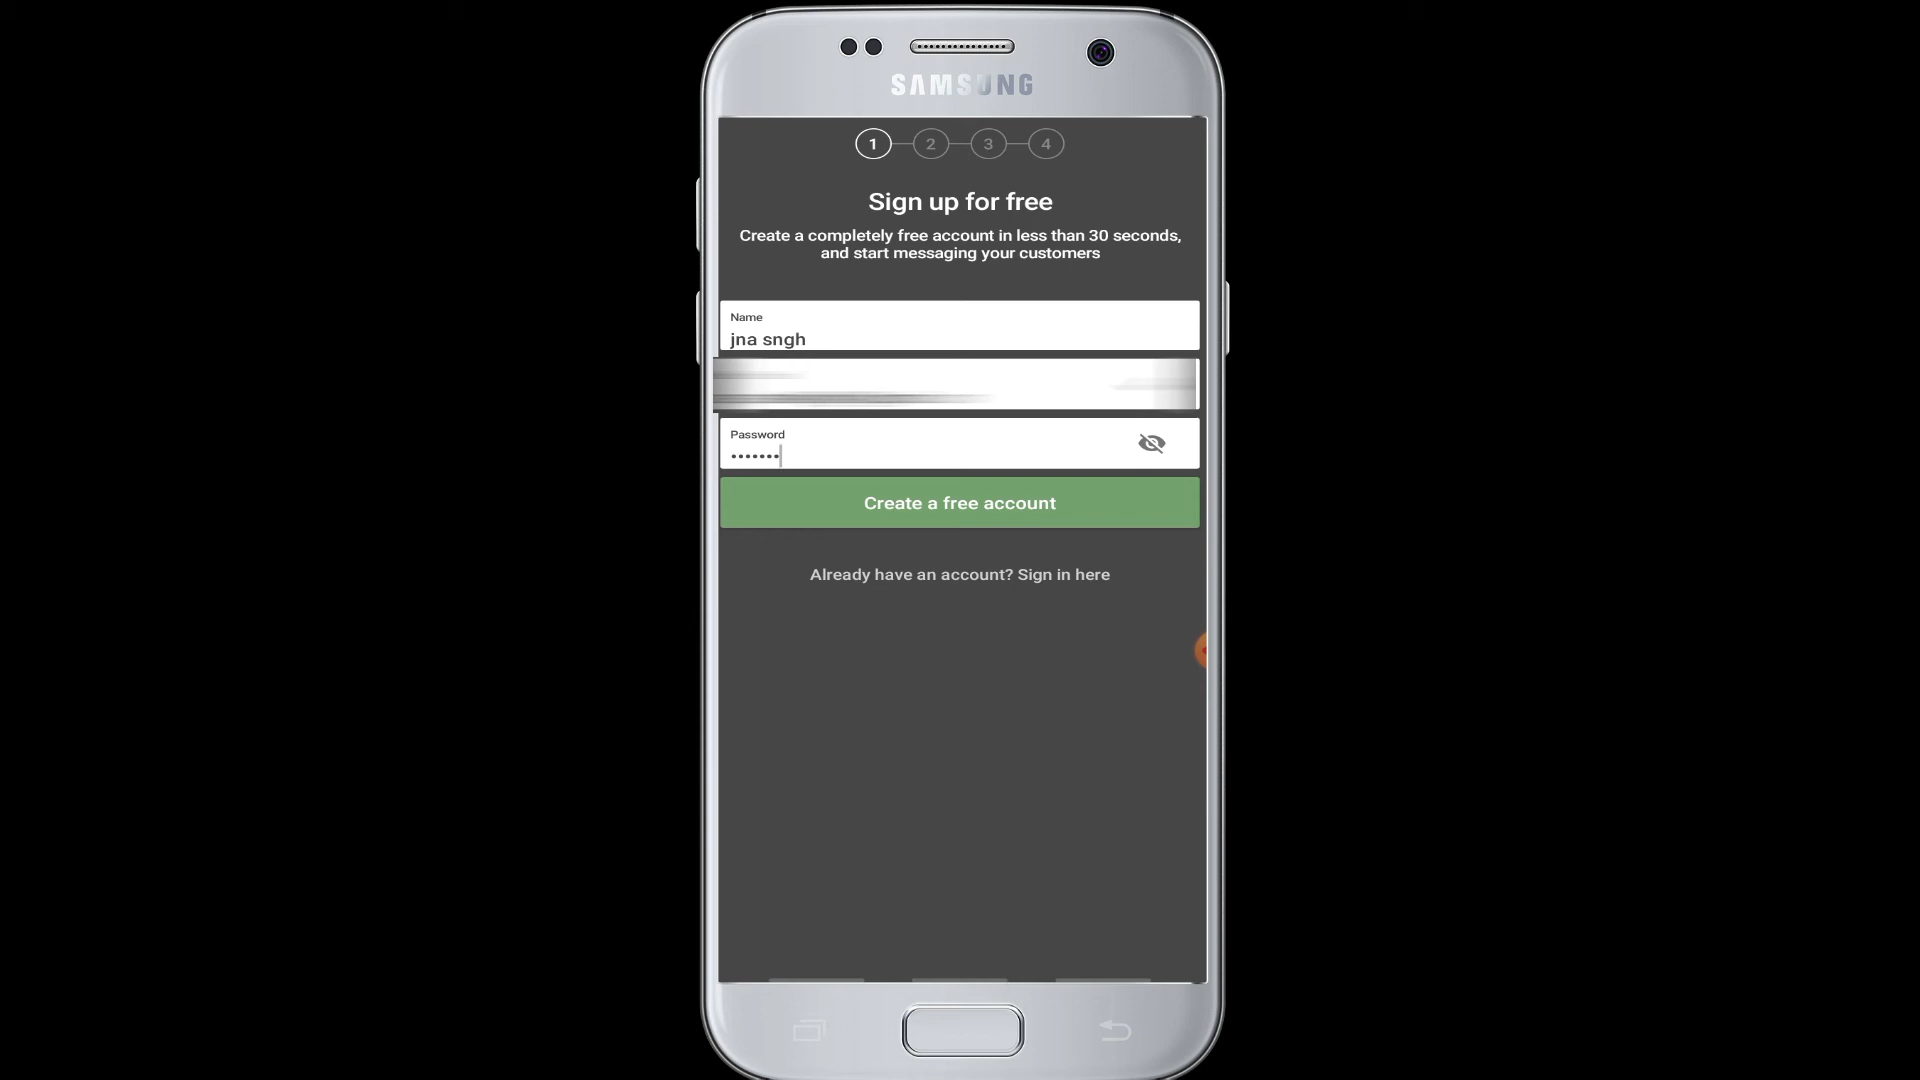 SAMSUNG
1 2 3 4
Sign up for free
Create a completely free account in less than 30 seconds,
and start messaging your customers
Name
jna sngh
Password
•••••••
Create a free account
Already have an account? Sign in here